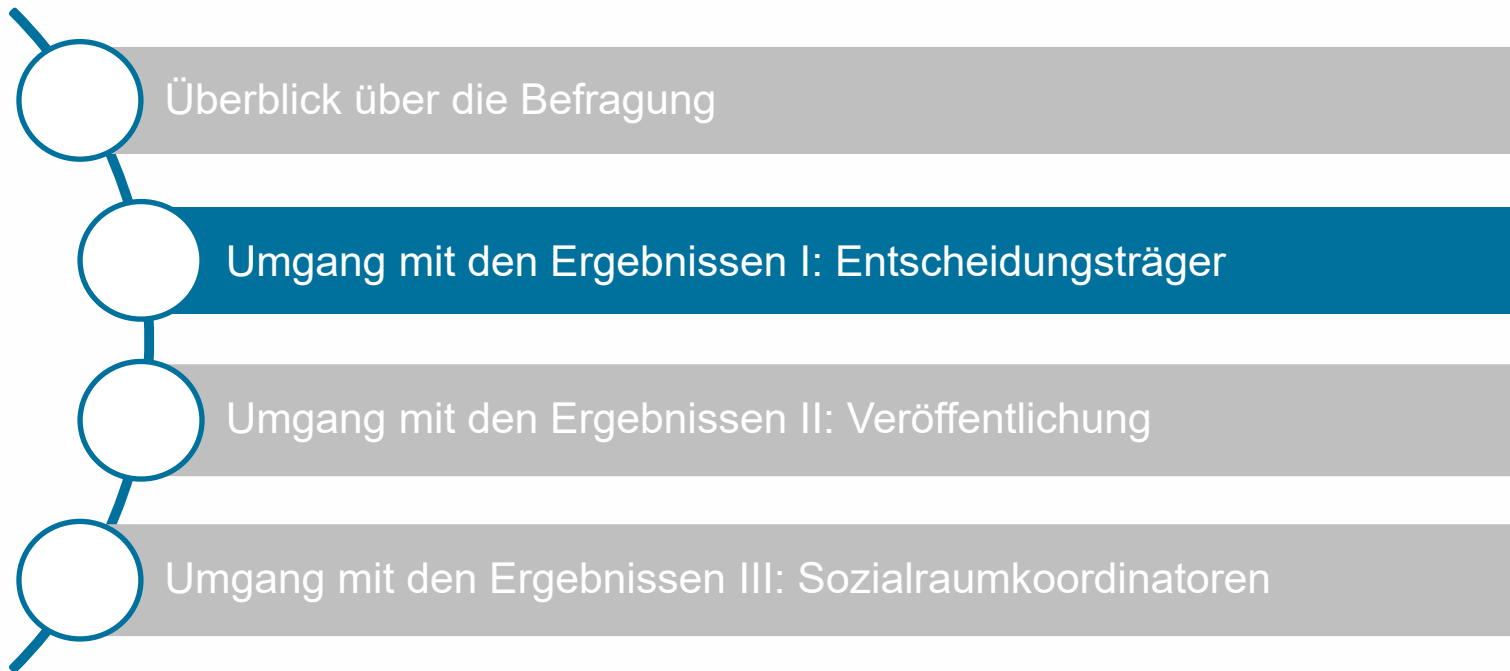 Überblick über die Befragung
Umgang mit den Ergebnissen I: Entscheidungsträger
Umgang mit den Ergebnissen II: Veröffentlichung
Umgang mit den Ergebnissen III: Sozialraumkoordinatoren